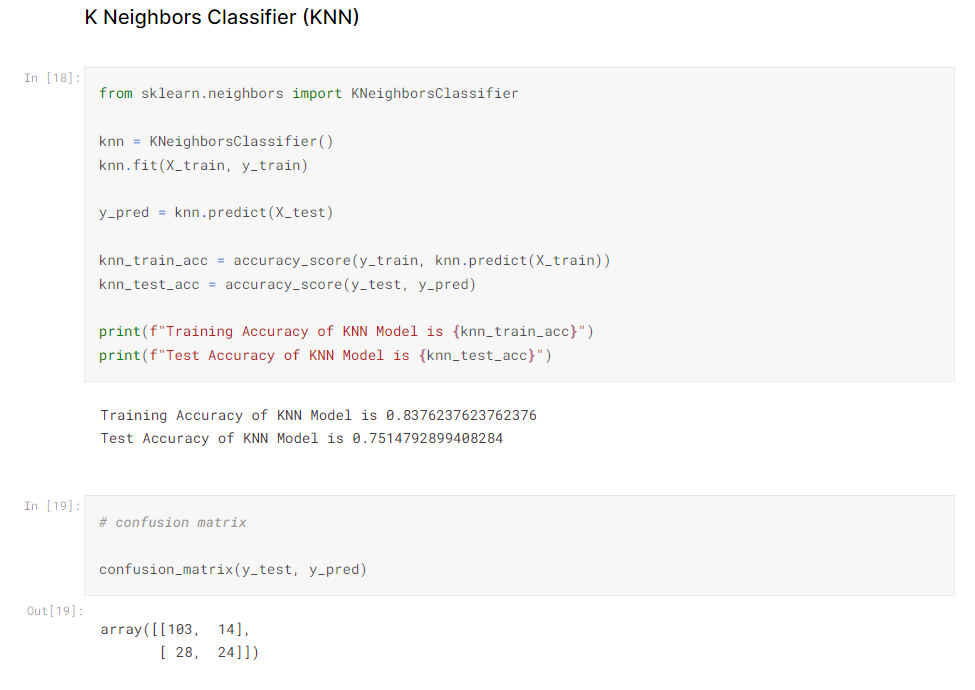 K Neighbors Classifier (KNN)
In [18]:
from sklearn.neighbors import KNeighborsClassifier
knn = KNeighborsClassifier()
knn.fit(X_train, y_train)
y_pred = knn.predict(X_test)
knn_train_acc = accuracy_score(y_train, knn.predict(X_train))
knn_test_acc = accuracy_score(y_test, y_pred)
print(f"Training Accuracy of KNN Model is {knn_train_acc}")
print(f"Test Accuracy of KNN Model is {knn_test_acc}")
Training Accuracy of KNN Model is 0.8376237623762376
Test Accuracy of KNN Model is 0.7514792899408284
In [19]:
# confusion matrix
confusion_matrix(y_test, y_pred)
Out[19]:
array([[103,  14],
       [ 28,  24]])